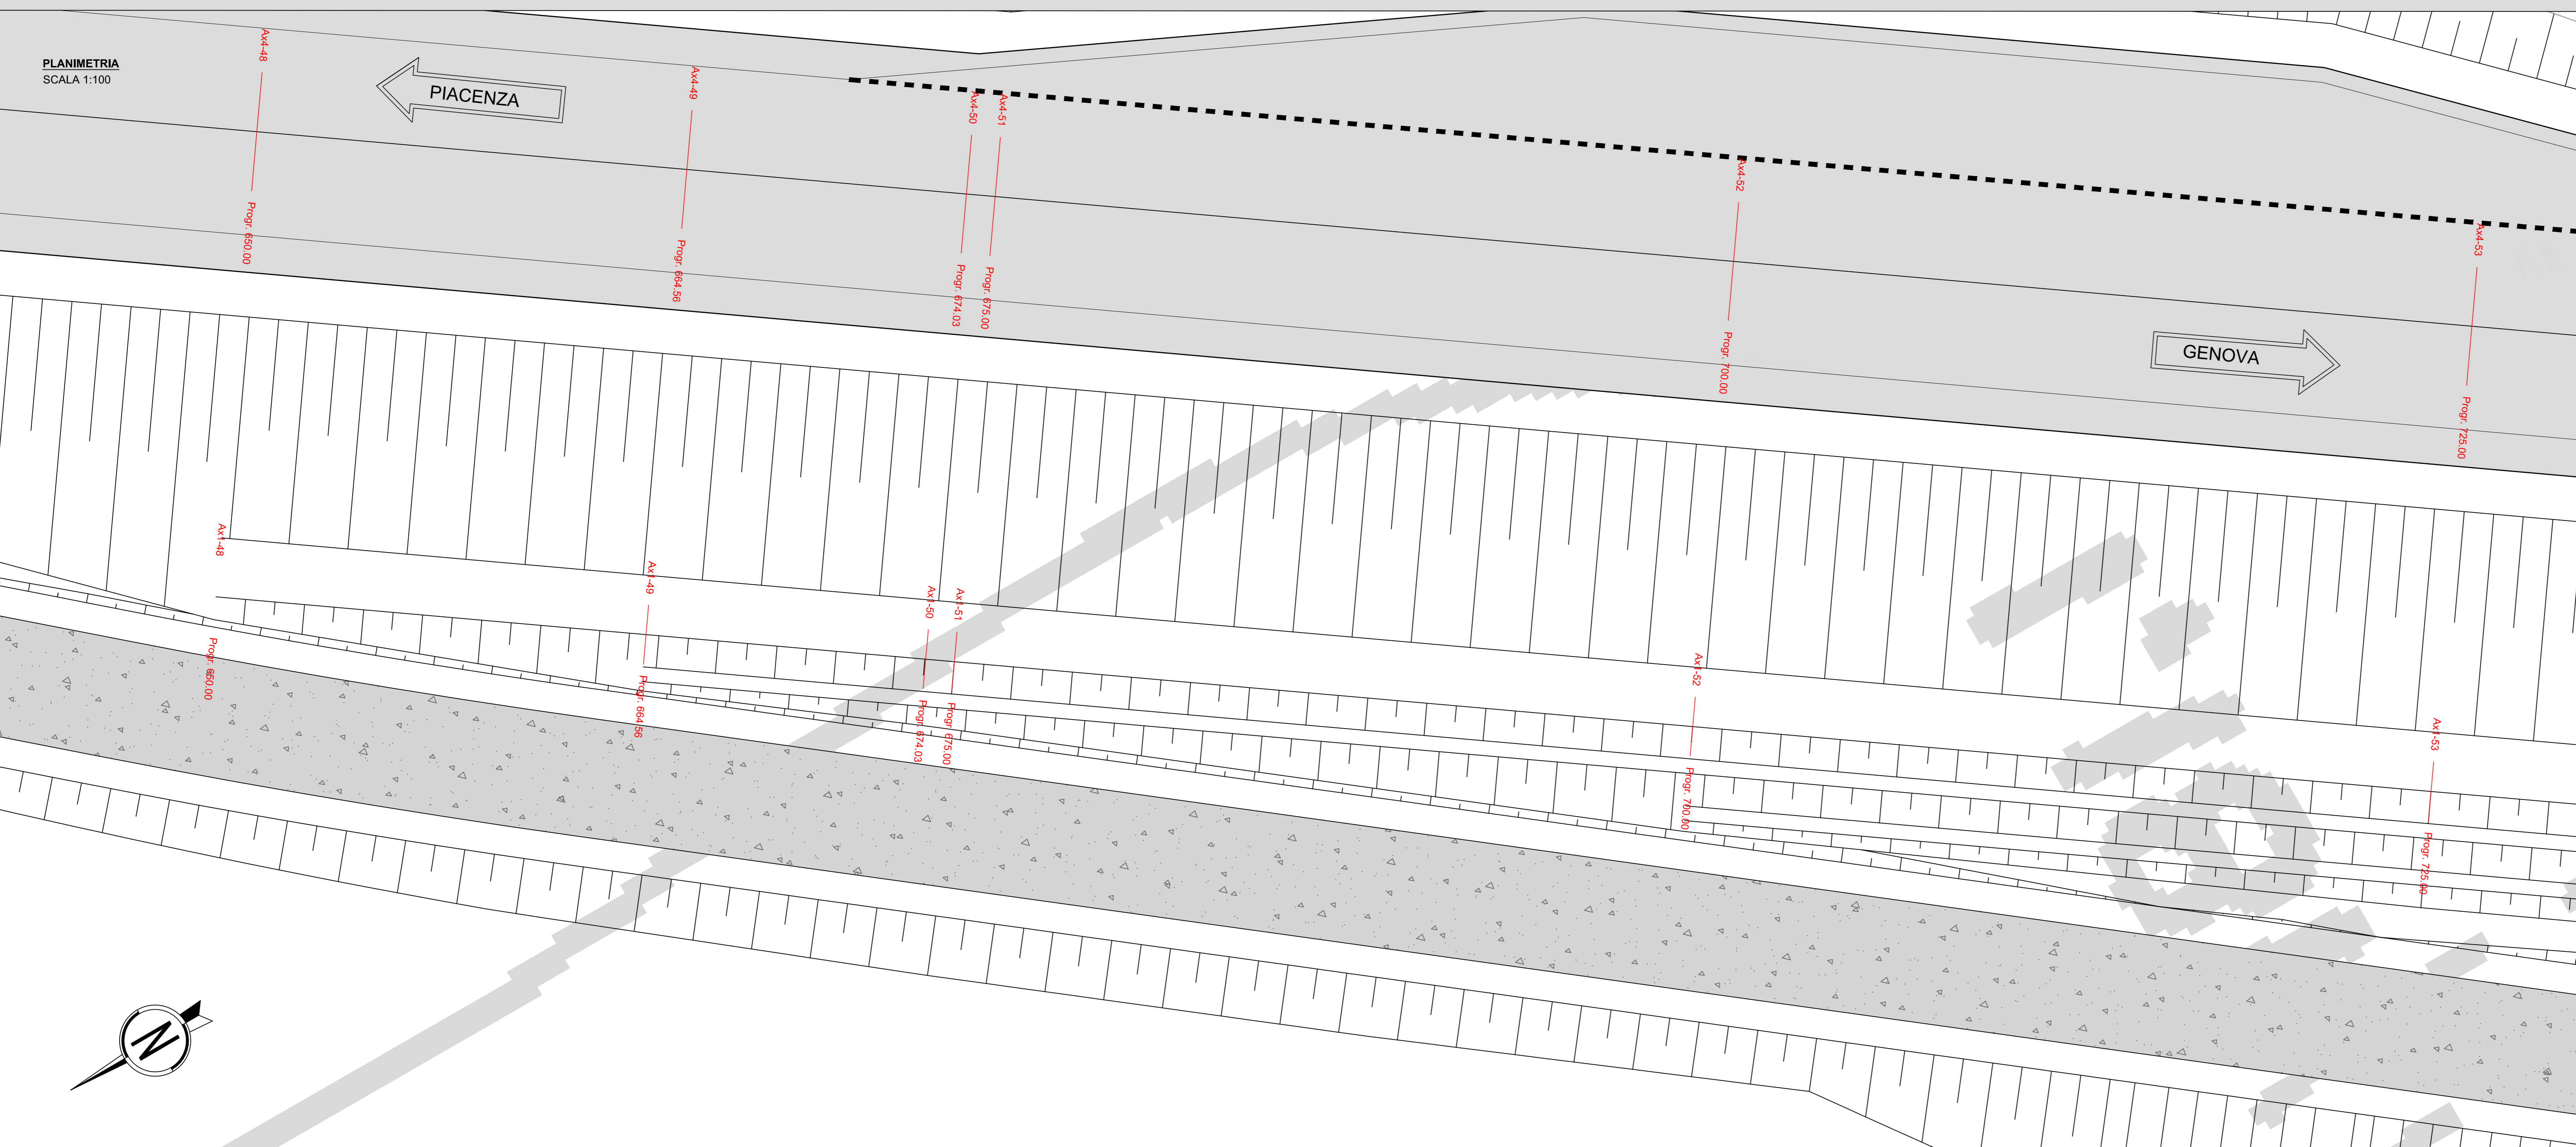 PLANIMETRIA
SCALA 1:100
PIACENZA
GENOVA
Ax4-48
Progr. 650.00
Ax4-49
Progr. 664.56
Ax4-50
Progr. 674.03
Ax4-51
Progr. 675.00
Ax4-52
Progr. 700.00
Ax4-53
Progr. 725.00
Ax1-48
Progr. 650.00
Ax1-49
Progr. 664.56
Ax1-50
Progr. 674.03
Ax1-51
Progr. 675.00
Ax1-52
Progr. 700.00
Ax1-53
Progr. 725.00
N